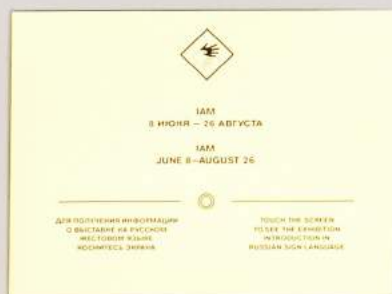 IAM
8 ИЮНЯ – 26 АВГУСТА
IAM
JUNE 8–AUGUST 26
ДЛЯ ПОЛУЧЕНИЯ ИНФОРМАЦИИ
О ВЫСТАВКЕ НА РУССКОМ
ЖЕСТОВОМ ЯЗЫКЕ
КОСНИТЕСЬ ЭКРАНА
TOUCH THE SCREEN
TO SEE THE EXHIBITION
INTRODUCTION IN
RUSSIAN SIGN LANGUAGE